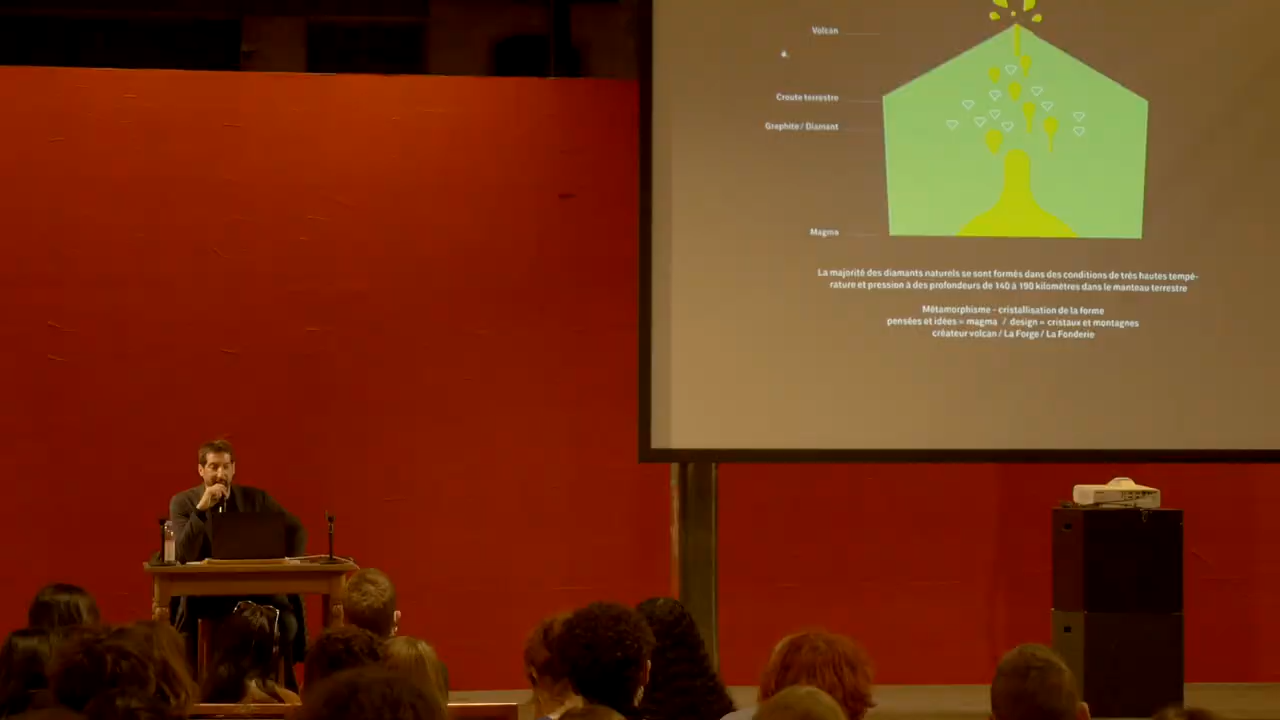 Volcan
Croute terrestre
Graphite / Diamant
Magma
La majorité des diamants naturels se sont formés dans des conditions de très hautes tempé-
rature et pression à des profondeurs de 140 à 190 kilomètres dans le manteau terrestre
Métamorphisme - cristallisation de la forme
pensées et idées = magma / design = cristaux et montagnes
créateur volcan / La Forge / La Fonderie